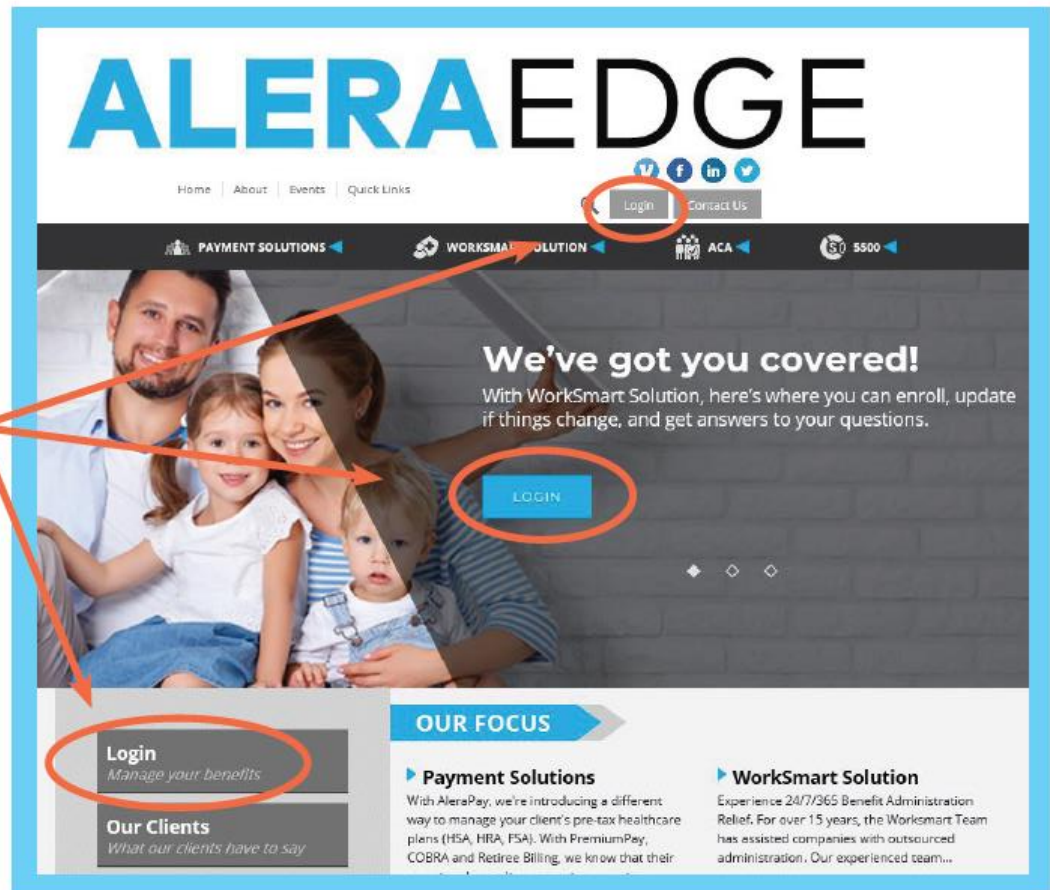 ALERAEDGE
Home About Events Quick Links
Login Contact Us
PAYMENT SOLUTIONS WORKSMART SOLUTION ACA 5500
We've got you covered!
With WorkSmart Solution, here's where you can enroll, update
if things change, and get answers to your questions.
LOGIN
Login
Manage your benefits
Our Clients
What our clients have to say
OUR FOCUS
Payment Solutions
With AleraPay, we're introducing a different
way to manage your client's pre-tax healthcare
plans (HSA, HRA, FSA). With PremiumPay,
COBRA and Retiree Billing, we know that their
WorkSmart Solution
Experience 24/7/365 Benefit Administration
Relief. For over 15 years, the Worksmart Team
has assisted companies with outsourced
administration. Our experienced team...